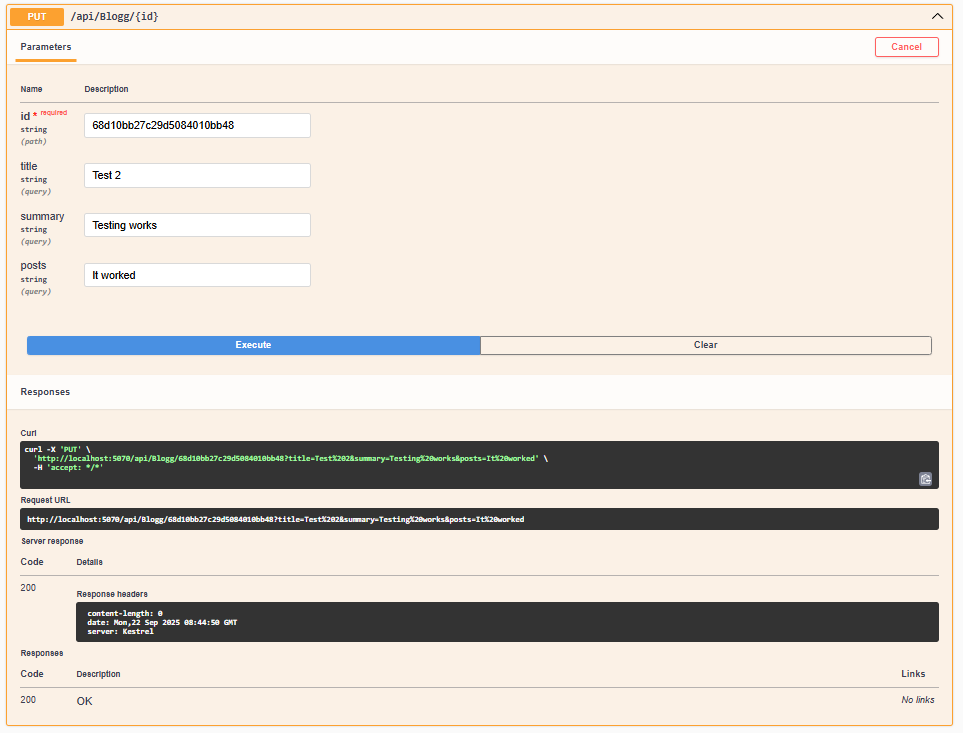 PUT /api/Blogg/{id}
Parameters
Cancel
Name Description
id * required
string
(path)
68d10bb27c29d5084010bb48
title
string
(query)
Test 2
summary
string
(query)
Testing works
posts
string
(query)
It worked
Execute Clear
Responses
Curl
curl -X 'PUT' \
'http://localhost:5070/api/Blogg/68d10bb27c29d5084010bb48?title=Test%202&summary=Testing%20works&posts=It%20worked' \
-H 'accept: */*'
Request URL
http://localhost:5070/api/Blogg/68d10bb27c29d5084010bb48?title=Test%202&summary=Testing%20works&posts=It%20worked
Server response
Code Details
200
Response headers
content-length: 0
date: Mon,22 Sep 2025 08:44:50 GMT
server: Kestrel
Responses
Code Description Links
200 OK No links